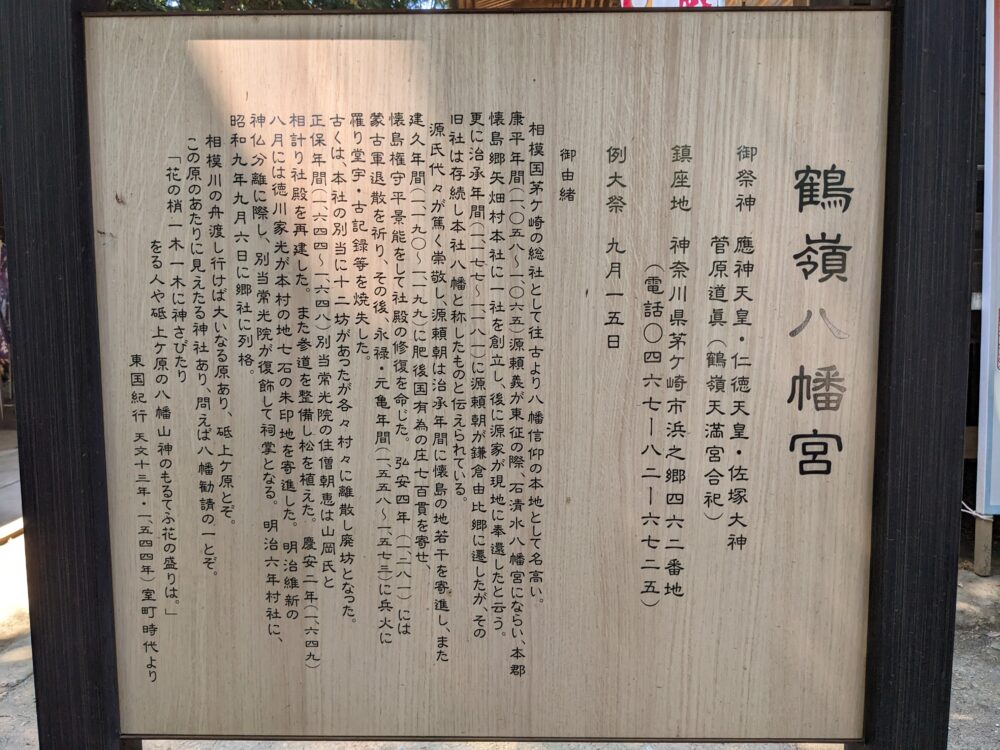 鶴嶺八幡宮
御祭神 應神天皇・仁徳天皇・佐塚大神
菅原道眞(鶴嶺天満宮合祀)
鎮座地 神奈川県茅ケ崎市浜之郷四六二番地
(電話〇四六七ー八二ー六七二五)
例大祭 九月一五日
御由緒
相模国茅ケ崎の総社として往古より八幡信仰の本地として名高い。
康平年間(一、〇五八〜一、〇六五)源頼義が東征の際、石清水八幡宮にならい、本郡
懐島郷矢畑村本社に一社を創立し、後に源家が現地に奉還したと云う。
更に治承年間(一、一七七〜一、一八一)に源頼朝が鎌倉由比郷に遷したが、その
旧社は存続し本社八幡と称したものと伝えられている。
源氏代々が篤く崇敬し、源頼朝は治承年間に懐島の地若干を寄進し、また
建久年間(一、一九〇〜一、一九九)に肥後国有為の庄七百貫を寄せ、
懐島権守平景能をして社殿の修復を命じた。弘安四年(一、二八一)には
蒙古軍退散を祈り、その後、永禄・元亀年間(一、五五八〜一、五七三)に兵火に
罹り堂宇・古記録等を焼失した。
古くは、本社の別当に十二坊があったが各々村々に離散し廃坊となった。
正保年間(一、六四四〜一、六四八)別当常光院の住僧朝恵は山岡氏と
相計り社殿を再建した。また参道を整備し松を植えた。慶安二年(一、六四九)
八月には徳川家光が本村の地七石の朱印地を寄進した。明治維新の
神仏分離に際し、別当常光院が復飾して祠掌となる。明治六年村社に、
昭和九年九月六日に郷社に列格
相模川の舟渡し行けば大いなる原あり、砥上ケ原とぞ。
この原のあたりに見えたる神社あり、問えば八幡勧請の一とぞ。
「花の梢一木一木に神さびたり
をる人や砥上ケ原の八幡山神のもるてふ花の盛りは。」
東国紀行 天文十三年・一、五四四年)室町時代より